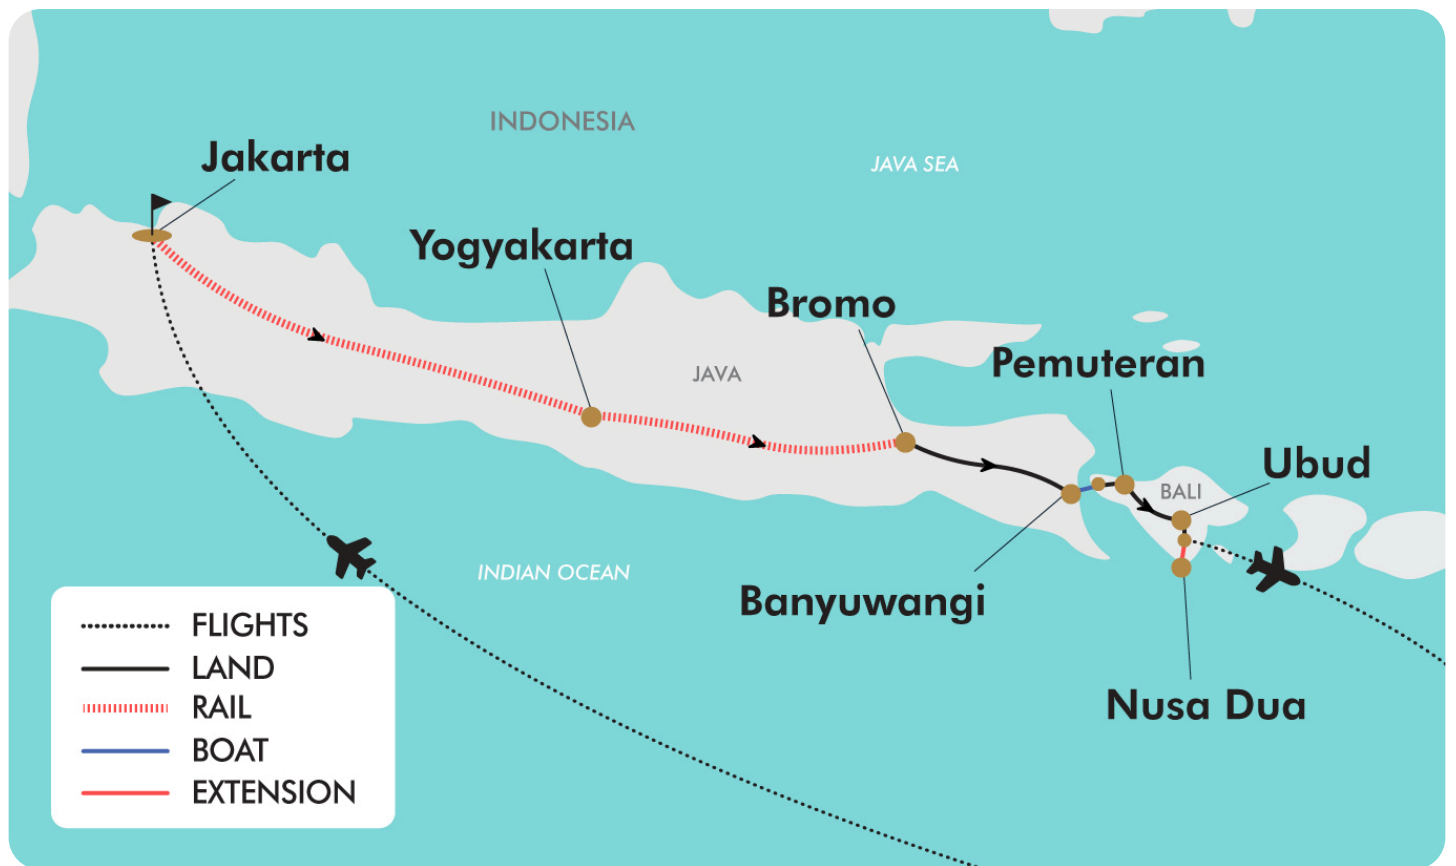 INDONESIA
Jakarta
JAVA SEA
Yogyakarta
Bromo
Pemuteran
JAVA
Ubud
BALI
INDIAN OCEAN
Banyuwangi
Nusa Dua
FLIGHTS
LAND
RAIL
BOAT
EXTENSION